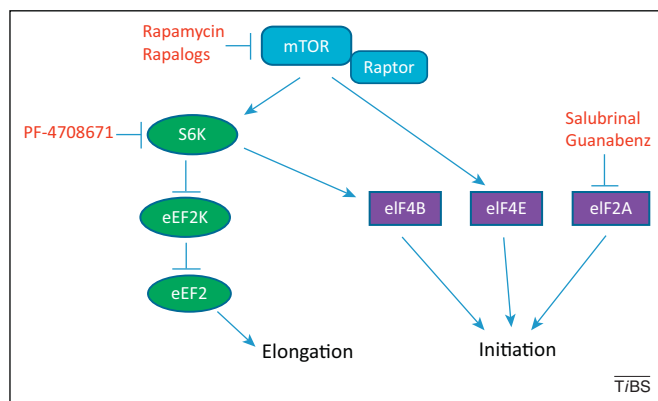 Rapamycin
Rapalogs
mTOR
Raptor
PF-4708671
S6K
Salubrinal
Guanabenz
eEF2K
eIF4B
eIF4E
eIF2A
eEF2
Elongation
Initiation
TiBS